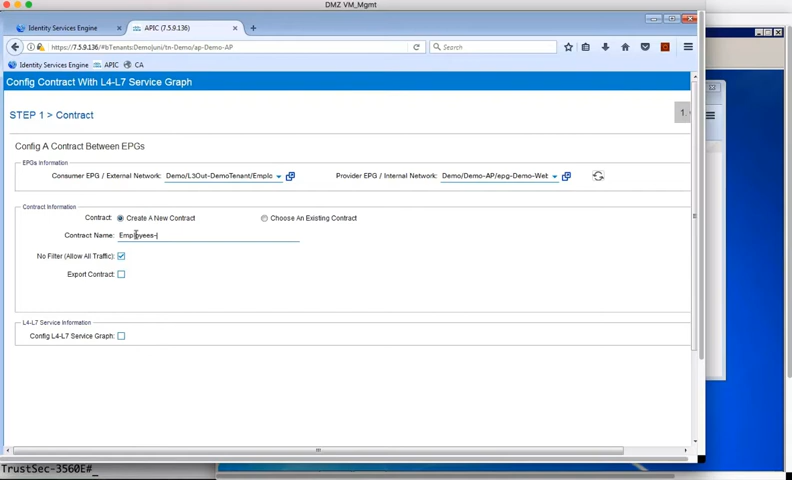 DMZ VM_Mgmt
Identity Services Engine
APIC (7.5.9.136)
https://7.5.9.136/#bTenants:Demojuni/tn-Demo/ap-Demo-AP
Search
Identity Services Engine
APIC
CA
Config Contract With L4-L7 Service Graph
STEP 1 > Contract
1.
Config A Contract Between EPGs
EPGs Information
Consumer EPG / External Network: Demo/L3Out-DemoTenant/Emplo
Provider EPG / Internal Network: Demo/Demo-AP/epg-Demo-Web
Contract Information
Contract: Create A New Contract
Choose An Existing Contract
Contract Name: Employees-
No Filter (Allow All Traffic):
Export Contract:
L4-L7 Service Information
Config L4-L7 Service Graph:
TrustSec-3560E#_